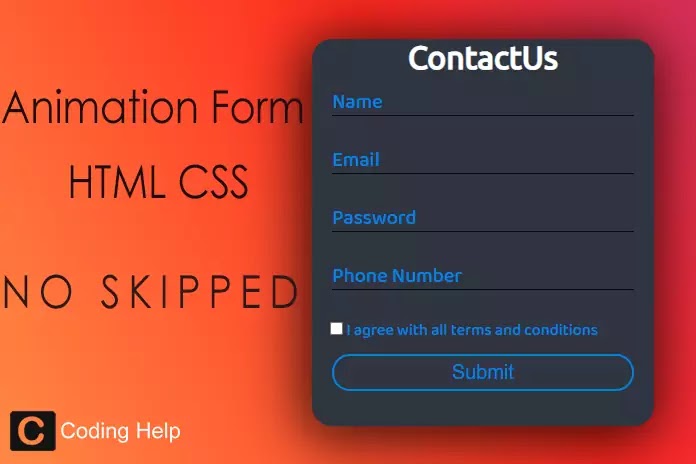 Animation Form
HTML CSS
NO SKIPPED
C
Coding Help
ContactUs
Name
Email
Password
Phone Number
I agree with all terms and conditions
Submit